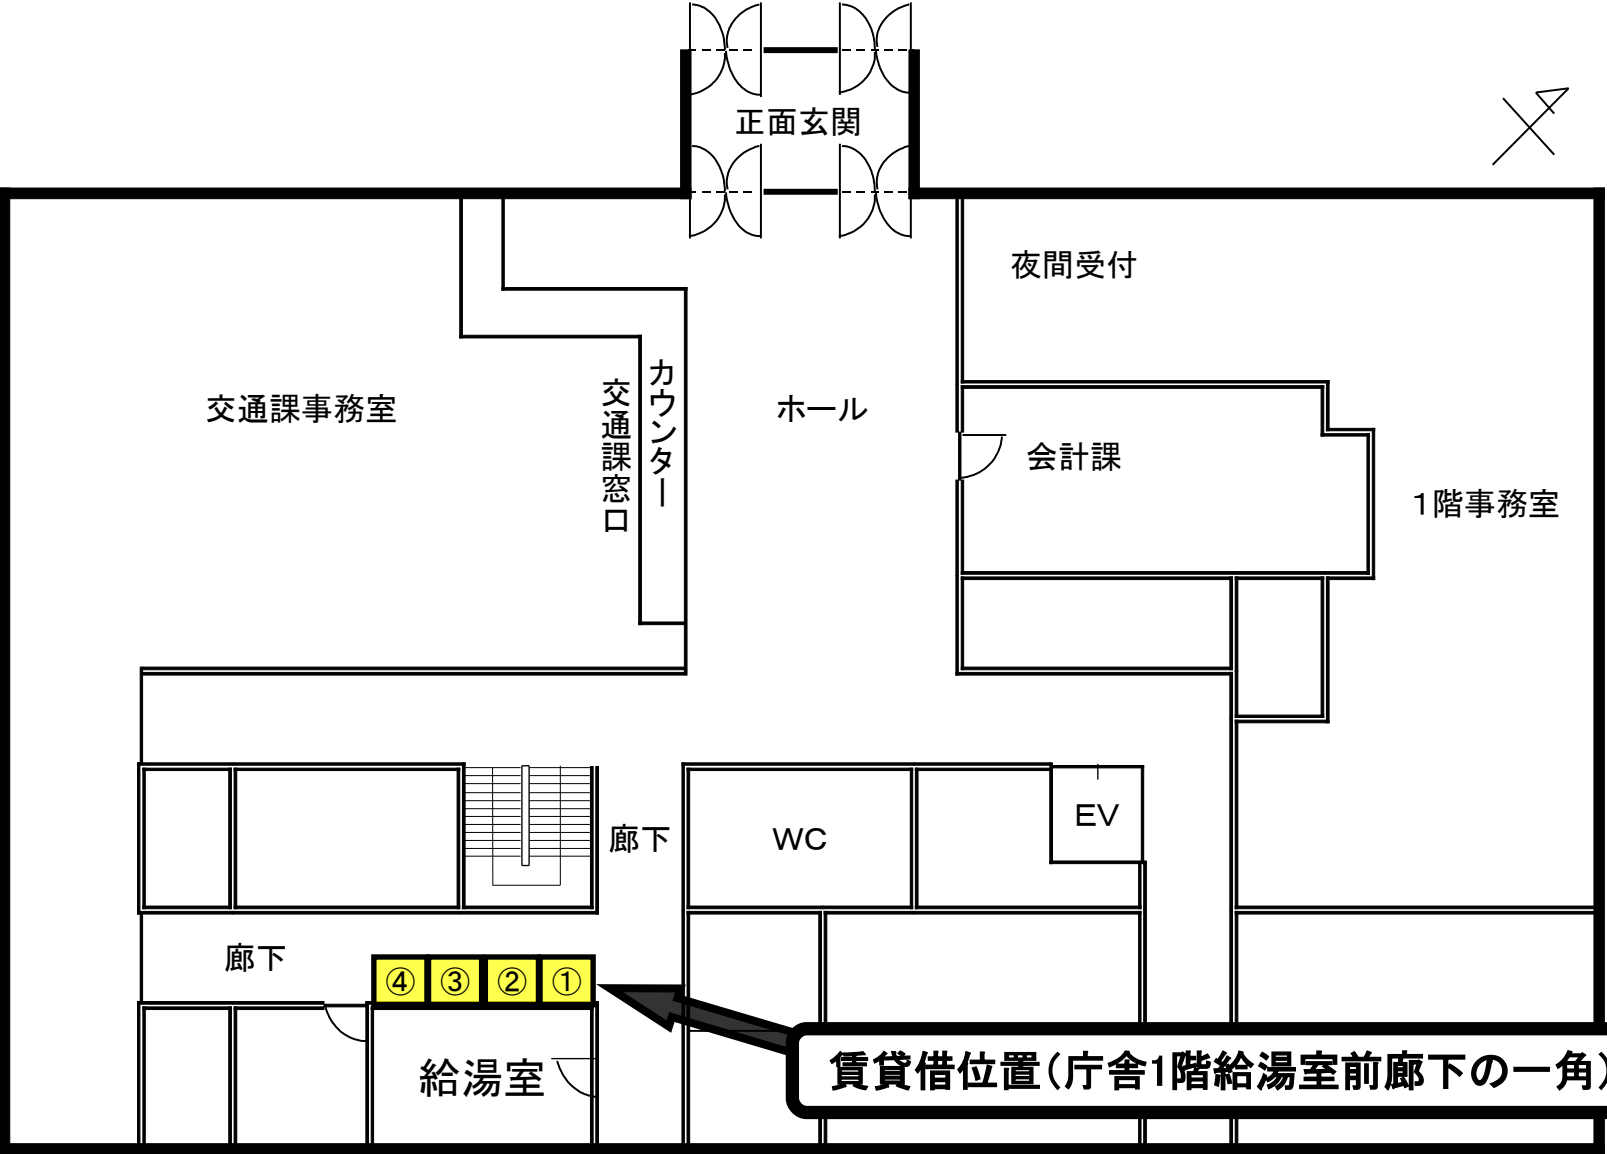 正面玄関
夜間受付
交通課事務室
交通課窓口
カウンター
ホール
会計課
1階事務室
廊下
WC
EV
廊下
④ ③ ② ①
給湯室
賃貸借位置（庁舎1階給湯室前廊下の一角）